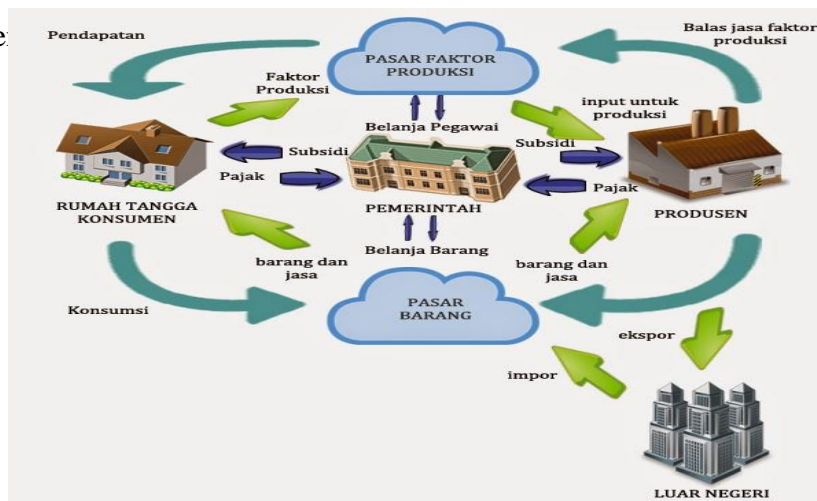 Pendapatan
PASAR FAKTOR
PRODUKSI
Balas jasa faktor
produksi
Faktor
Produksi
input untuk
produksi
Belanja Pegawai
Subsidi
Subsidi
Pajak
Pajak
RUMAH TANGGA
KONSUMEN
PEMERINTAH
PRODUSEN
Belanja Barang
barang dan
jasa
barang dan
jasa
Konsumsi
PASAR
BARANG
ekspor
impor
LUAR NEGERI